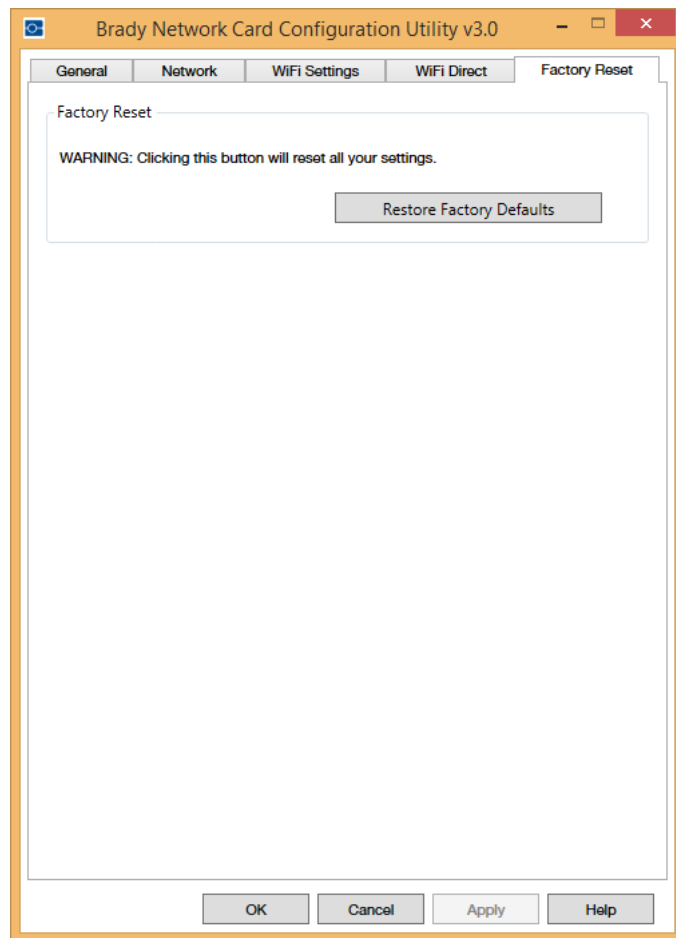 Brady Network Card Configuration Utility v3.0
General Network WiFi Settings WiFi Direct Factory Reset
Factory Reset
WARNING: Clicking this button will reset all your settings.
Restore Factory Defaults
OK Cancel Apply Help